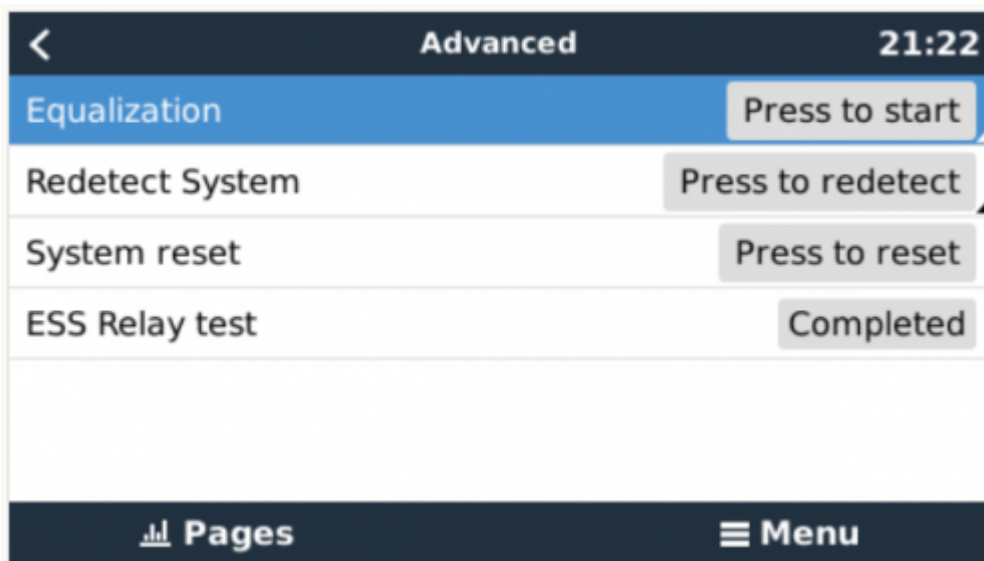 Advanced 21:22
Equalization Press to start
Redetect System Press to redetect
System reset Press to reset
ESS Relay test Completed
Pages Menu